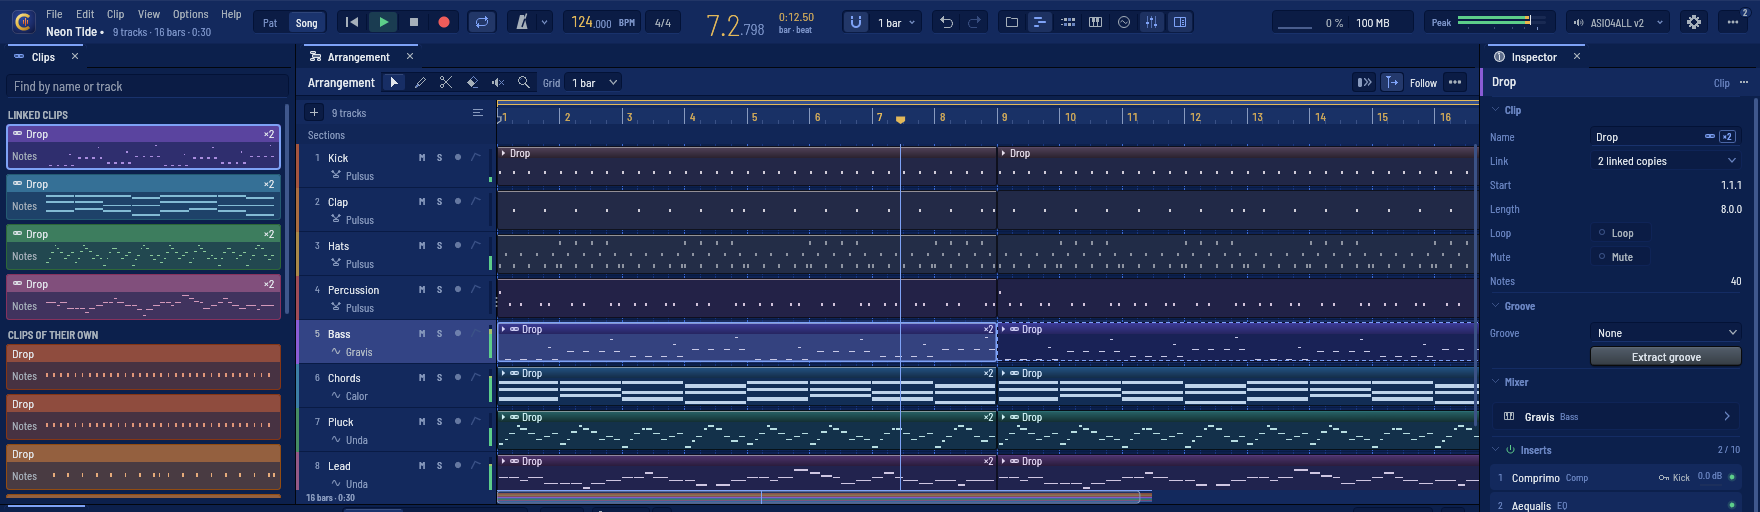 File Edit Clip View Options Help
Neon Tide • 9 tracks · 16 bars · 0:30
Pat Song
124.000 BPM 4/4
7.2.798
0:12.50
bar · beat
1 bar
0 % 100 MB
Peak
ASIO4ALL v2
2
Clips
Find by name or track
LINKED CLIPS
Drop ×2
Notes
Drop ×2
Notes
Drop ×2
Notes
Drop ×2
Notes
CLIPS OF THEIR OWN
Drop
Notes
Drop
Notes
Drop
Notes
Arrangement
Arrangement Grid 1 bar Follow
9 tracks
1 2 3 4 5 6 7 8 9 10 11 12 13 14 15 16
Sections
1 Kick M S
Pulsus
Drop Drop
2 Clap M S
Pulsus
3 Hats M S
Pulsus
4 Percussion M S
Pulsus
5 Bass M S
Gravis
Drop ×2 Drop
6 Chords M S
Calor
Drop ×2 Drop
7 Pluck M S
Unda
Drop ×2 Drop
8 Lead M S
Unda
Drop ×2 Drop
16 bars · 0:30
Inspector
Drop Clip
Clip
Name Drop ×2
Link 2 linked copies
Start 1.1.1
Length 8.0.0
Loop Loop
Mute Mute
Notes 40
Groove
Groove None
Extract groove
Mixer
Gravis Bass
Inserts 2 / 10
1 Comprimo Comp Kick 0.0 dB
2 Aequalis EQ